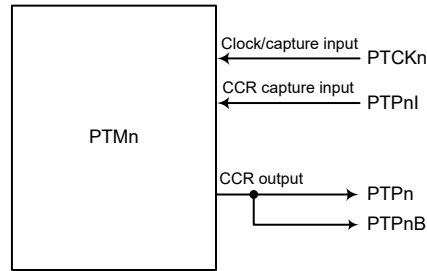 Clock/capture input
PTCKn
CCR capture input
PTPnI
PTMn
CCR output
PTPn
PTPnB